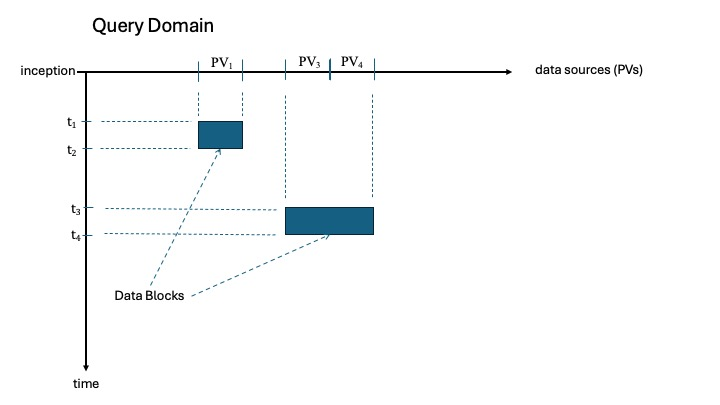 Query Domain
inception
PV₁
PV₃
PV₄
data sources (PVs)
t₁
t₂
t₃
t₄
Data Blocks
time